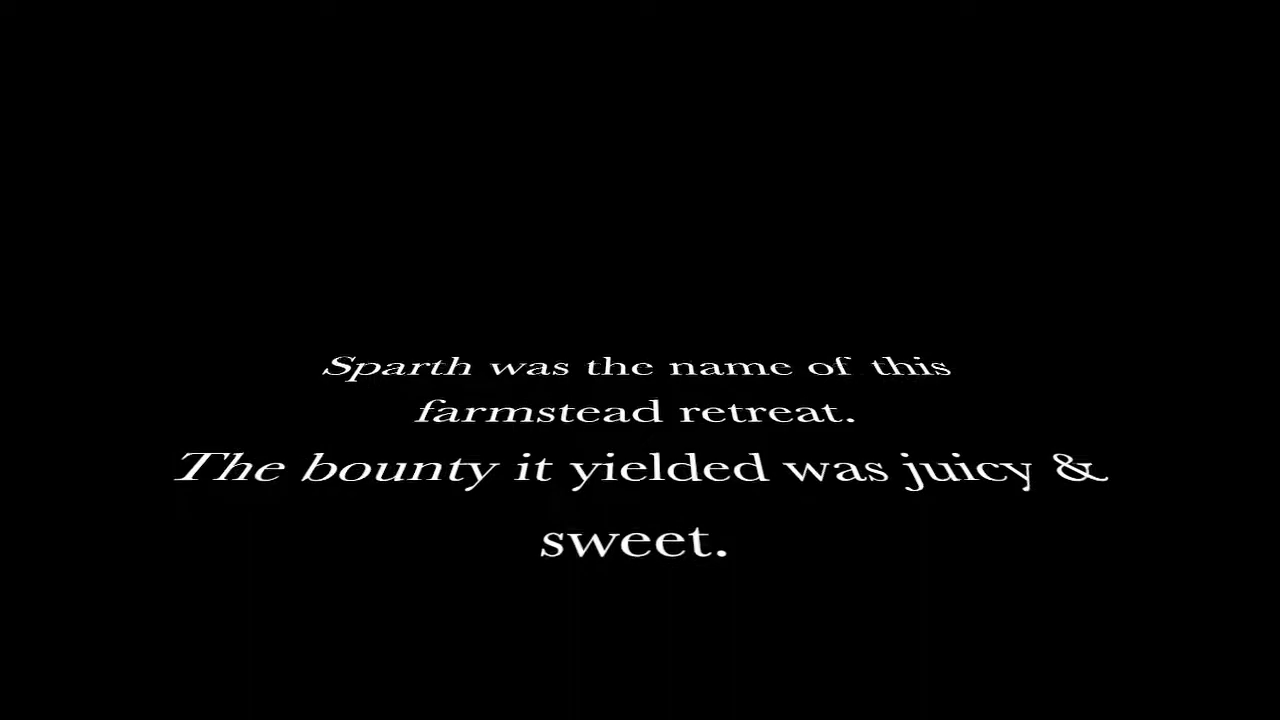 Sparth was the name of this
farmstead retreat.
The bounty it yielded was juicy &
sweet.